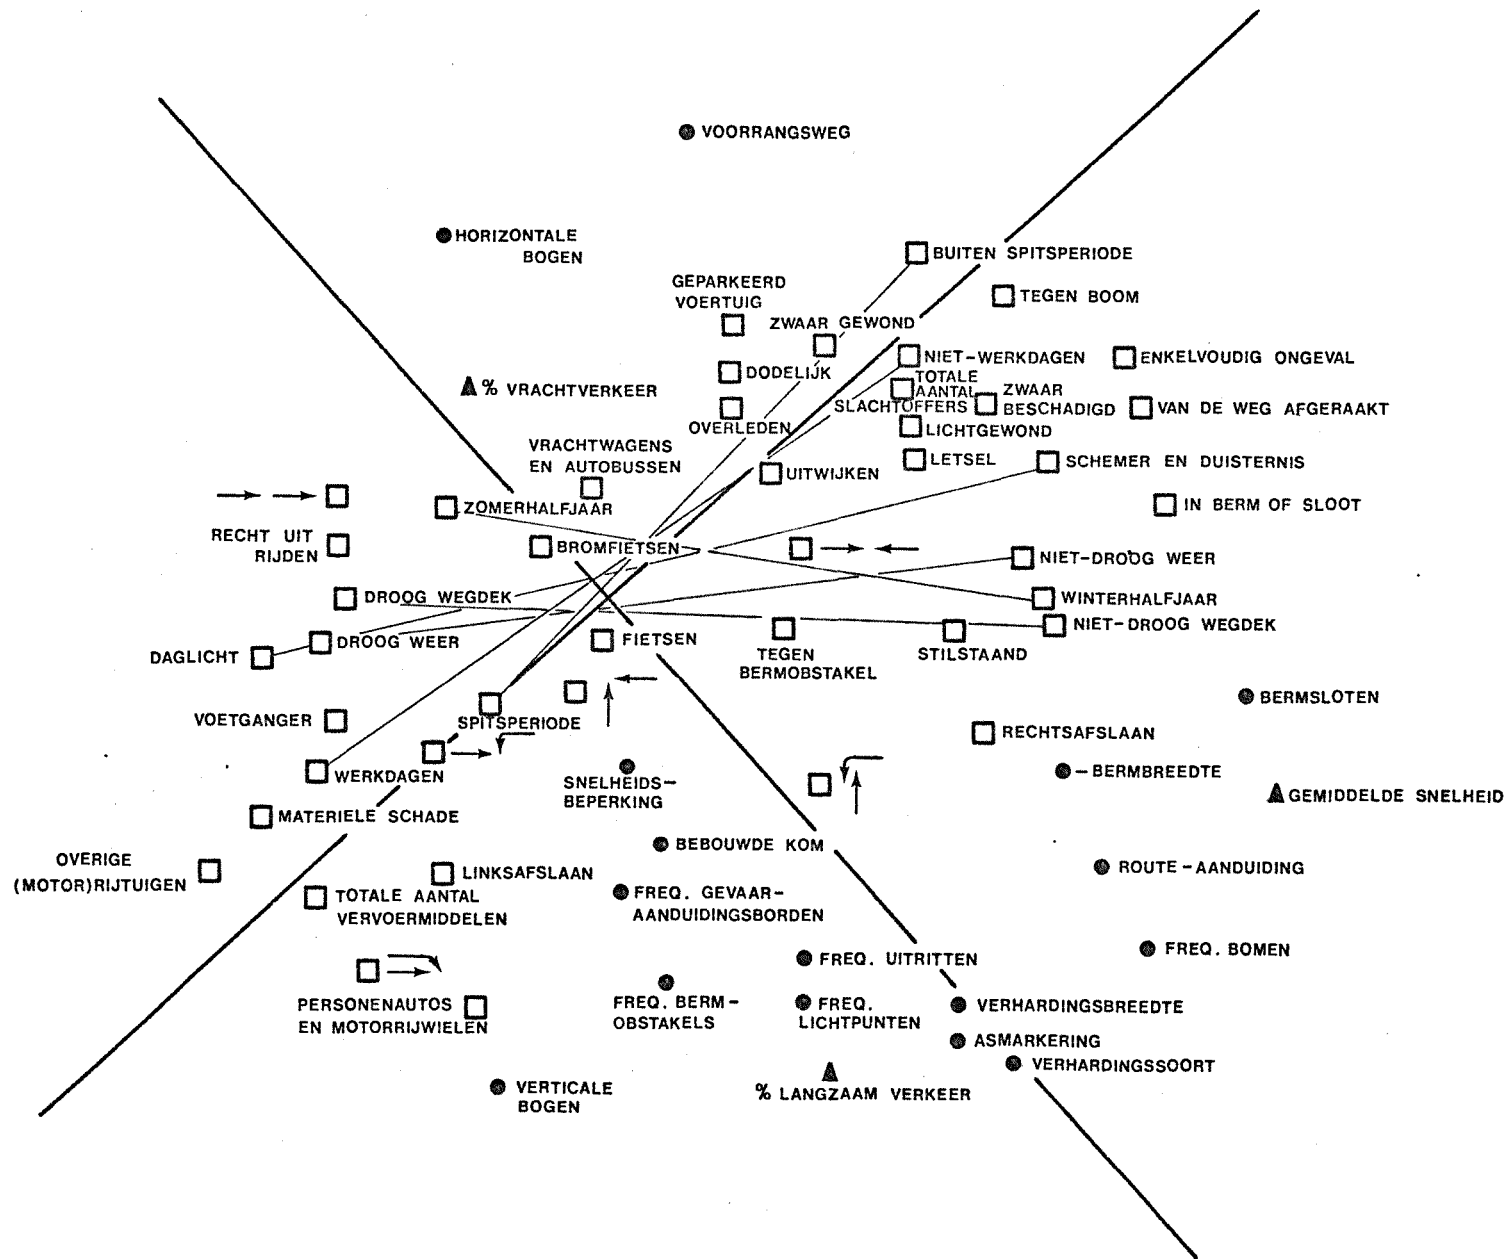 VOORRANGSWEG
HORIZONTALE
BOGEN
BUITEN SPITSPERIODE
GEPARKEERD
VOERTUIG
TEGEN BOOM
ZWAAR GEWOND
NIET-WERKDAGEN
ENKELVOUDIG ONGEVAL
DODELIJK
TOTALE
AANTAL
SLACHTOFFERS
% VRACHTVERKEER
ZWAAR
BESCHADIGD
VAN DE WEG AFGERAAKT
OVERLEDEN
LICHTGEWOND
VRACHTWAGENS
EN AUTOBUSSEN
LETSEL
SCHEMER EN DUISTERNIS
UITWIJKEN
ZOMERHALFJAAR
IN BERM OF SLOOT
RECHT UIT
RIJDEN
BROMFIETSEN
NIET-DROOG WEER
DROOG WEGDEK
WINTERHALFJAAR
NIET-DROOG WEGDEK
DROOG WEER
FIETSEN
DAGLICHT
TEGEN
BERMOBSTAKEL
STILSTAAND
BERMSLOTEN
VOETGANGER
SPITSPERIODE
RECHTSAFSLAAN
WERKDAGEN
SNELHEIDS-
BEPERKING
-BERMBREEDTE
GEMIDDELDE SNELHEID
MATERIELE SCHADE
BEBOUWDE KOM
OVERIGE
(MOTOR)RIJTUIGEN
LINKSAFSLAAN
ROUTE-AANDUIDING
TOTALE AANTAL
VERVOERMIDDELEN
FREQ. GEVAAR-
AANDUIDINGSBORDEN
FREQ. UITRITTEN
FREQ. BOMEN
PERSONENAUTOS
EN MOTORRIJWIELEN
FREQ. BERM-
OBSTAKELS
FREQ.
LICHTPUNTEN
VERHARDINGSBREEDTE
ASMARKERING
VERHARDINGSSOORT
VERTICALE
BOGEN
% LANGZAAM VERKEER